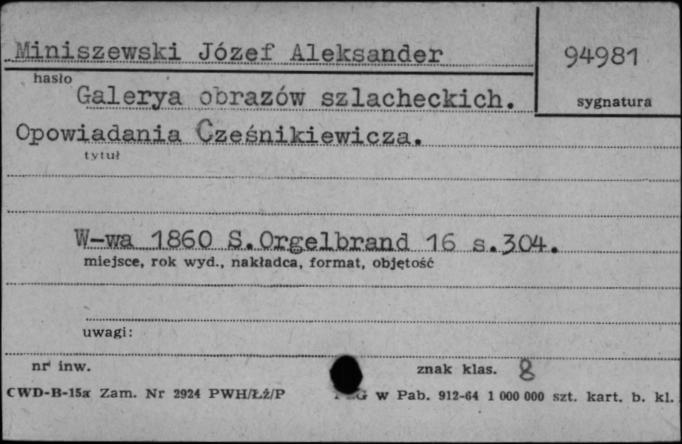 Miniszewski Józef Aleksander
94981
hasło
sygnatura
Galerya obrazów szlacheckich.
Opowiadania Cześnikiewicza.
tytuł
W-wa 1860 S.Orgelbrand 16 s.304.
miejsce, rok wyd., nakładca, format, objętość
uwagi:
nr inw.
znak klas. 8
CWD-B-15a Zam. Nr 2924 PWH/Łź/P
G w Pab. 912-64 1 000 000 szt. kart. b. kl.